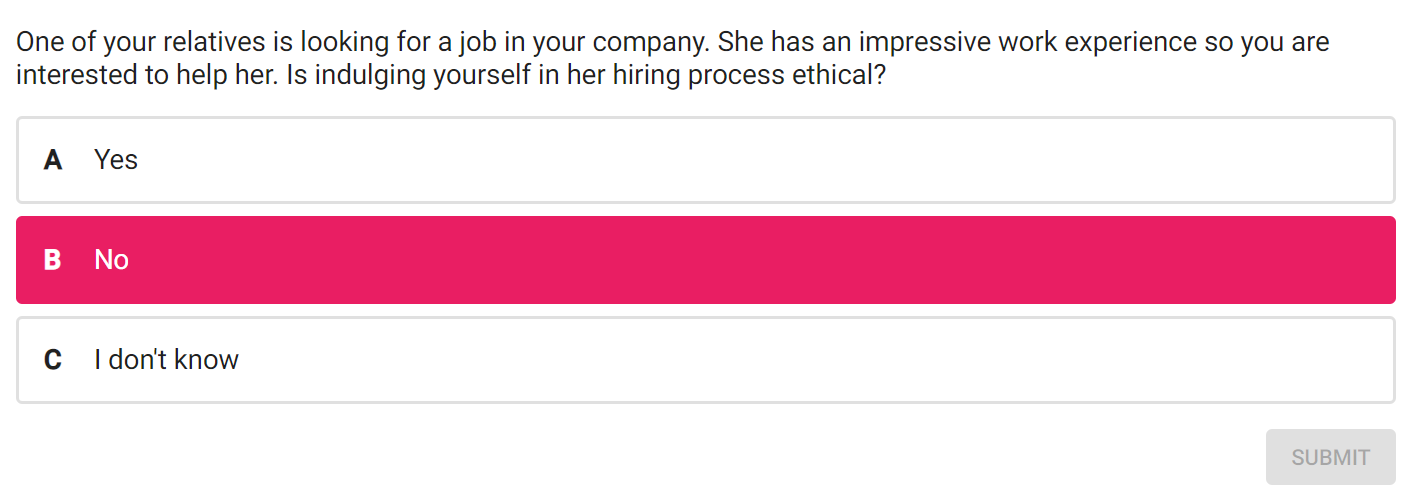 One of your relatives is looking for a job in your company. She has an impressive work experience so you are
interested to help her. Is indulging yourself in her hiring process ethical?
A Yes
B No
C I don't know
SUBMIT